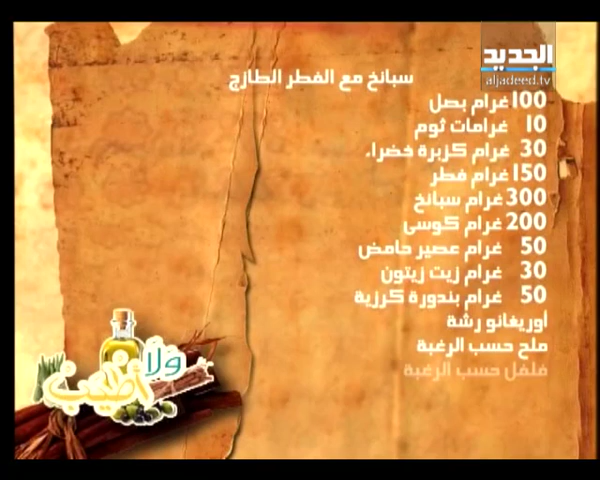 الجديد
aljadeed.tv
سبانخ مع الفطر الطازج
100 غرام بصل
10 غرامات ثوم
30 غرام كزبرة خضراء
150 غرام فطر
300 غرام سبانخ
200 غرام كوسى
50 غرام عصير حامض
30 غرام زيت زيتون
50 غرام بندورة كرزية
اوريغانو رشة
ملح حسب الرغبة
فلفل حسب الرغبة
ولا أطيب